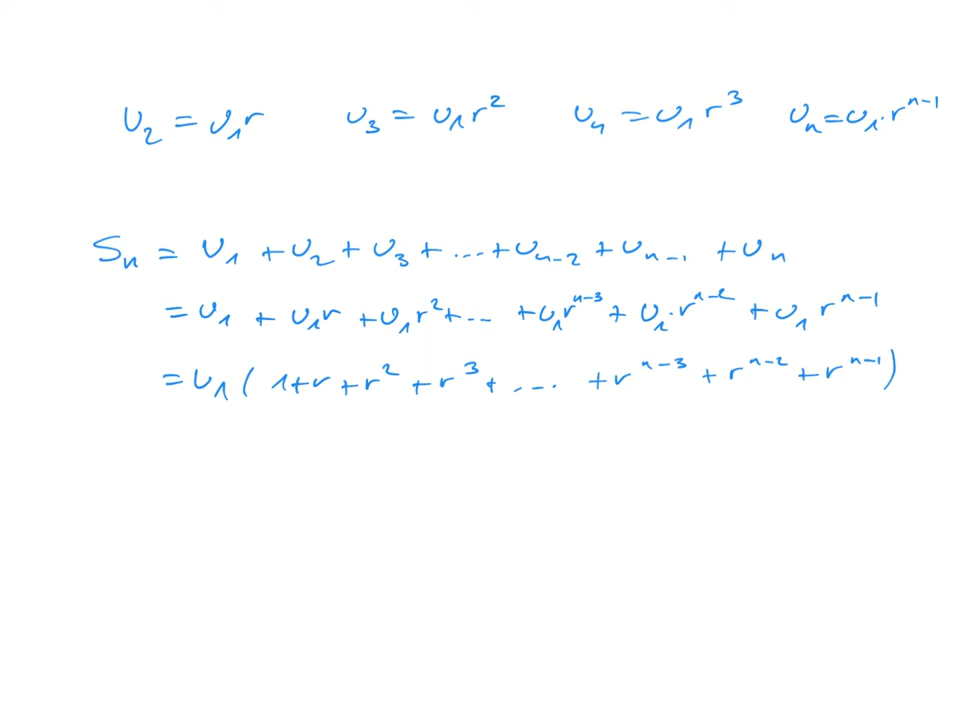 U₂ = U₁r U₃ = U₁r² U₄ = U₁r³ Uₙ = U₁·rⁿ⁻¹
Sₙ = U₁ + U₂ + U₃ + ... + Uₙ₋₂ + Uₙ₋₁ + Uₙ
= U₁ + U₁r + U₁r² + ... + U₁rⁿ⁻³ + U₁·rⁿ⁻² + U₁rⁿ⁻¹
= U₁(1 + r + r² + r³ + .... + rⁿ⁻³ + rⁿ⁻² + rⁿ⁻¹)